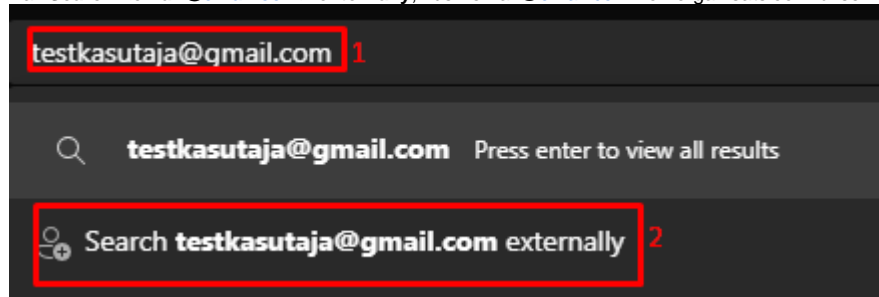 testkasutaja@gmail.com 1
testkasutaja@gmail.com Press enter to view all results
Search testkasutaja@gmail.com externally 2